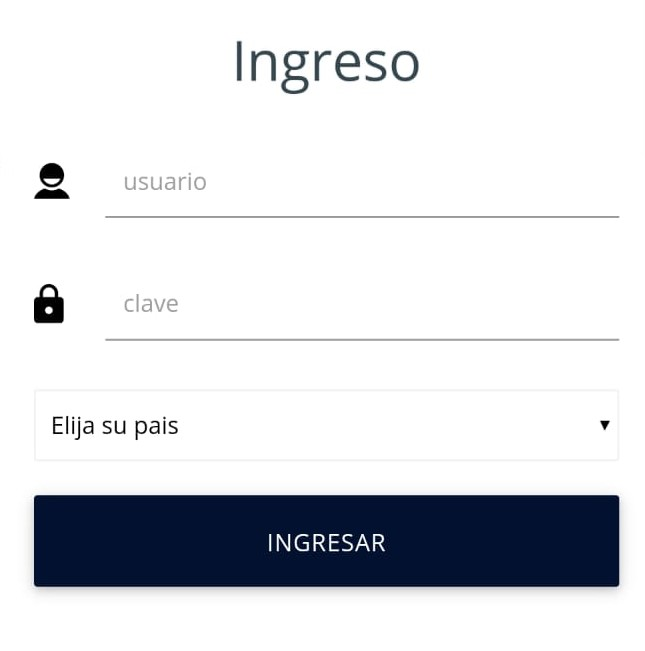 Ingreso
usuario
clave
Elija su pais
INGRESAR